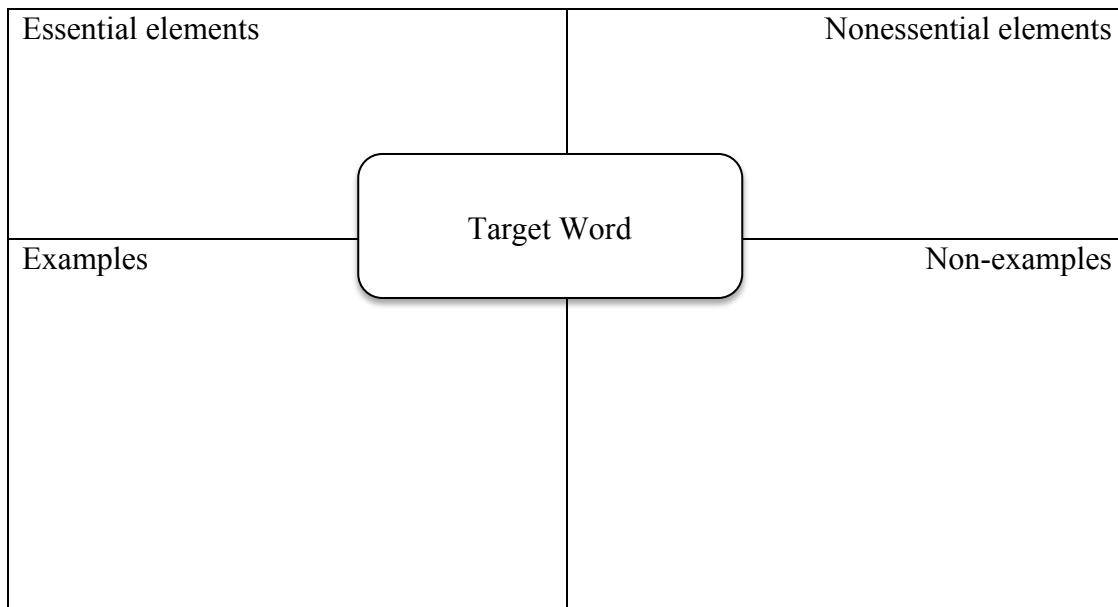 Essential elements
Nonessential elements
Target Word
Examples
Non-examples